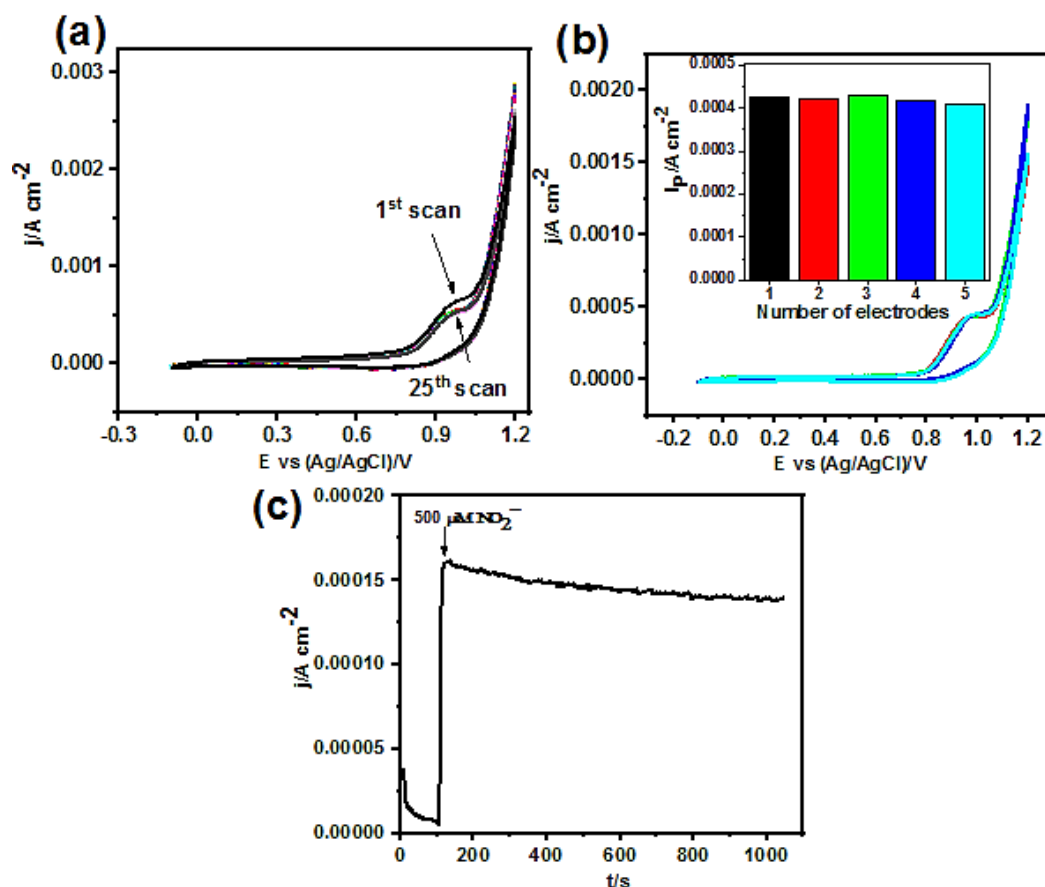 (a)
0.003
0.002
0.001
0.000
j/A cm-2
1st scan
25th scan
-0.3 0.0 0.3 0.6 0.9 1.2
E vs (Ag/AgCl)/V
(b)
0.0020
0.0015
0.0010
0.0005
0.0000
j/A cm-2
0.0005
0.0004
0.0003
0.0002
0.0001
0.0000
Ip/A cm-2
1 2 3 4 5
Number of electrodes
-0.2 0.0 0.2 0.4 0.6 0.8 1.0 1.2
E vs (Ag/AgCl)/V
(c)
0.00020
0.00015
0.00010
0.00005
0.00000
j/A cm-2
500 μM NO2−
0 200 400 600 800 1000
t/s